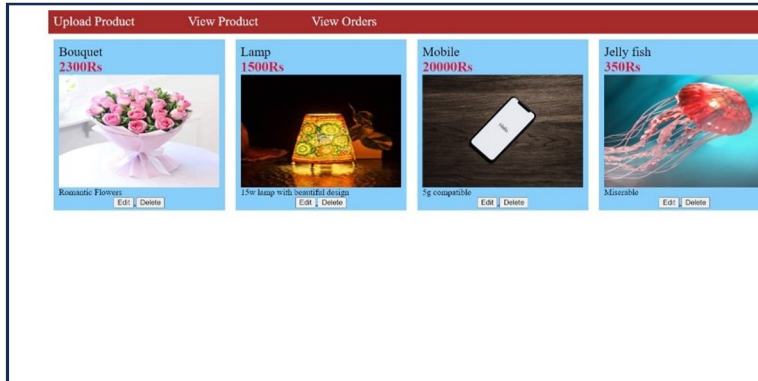 Upload Product View Product View Orders
Bouquet
2300Rs
Romantic Flowers
Edit Delete
Lamp
1500Rs
15w lamp with beautiful design
Edit Delete
Mobile
20000Rs
Hello
5g compatible
Edit Delete
Jelly fish
350Rs
Miserable
Edit Delete